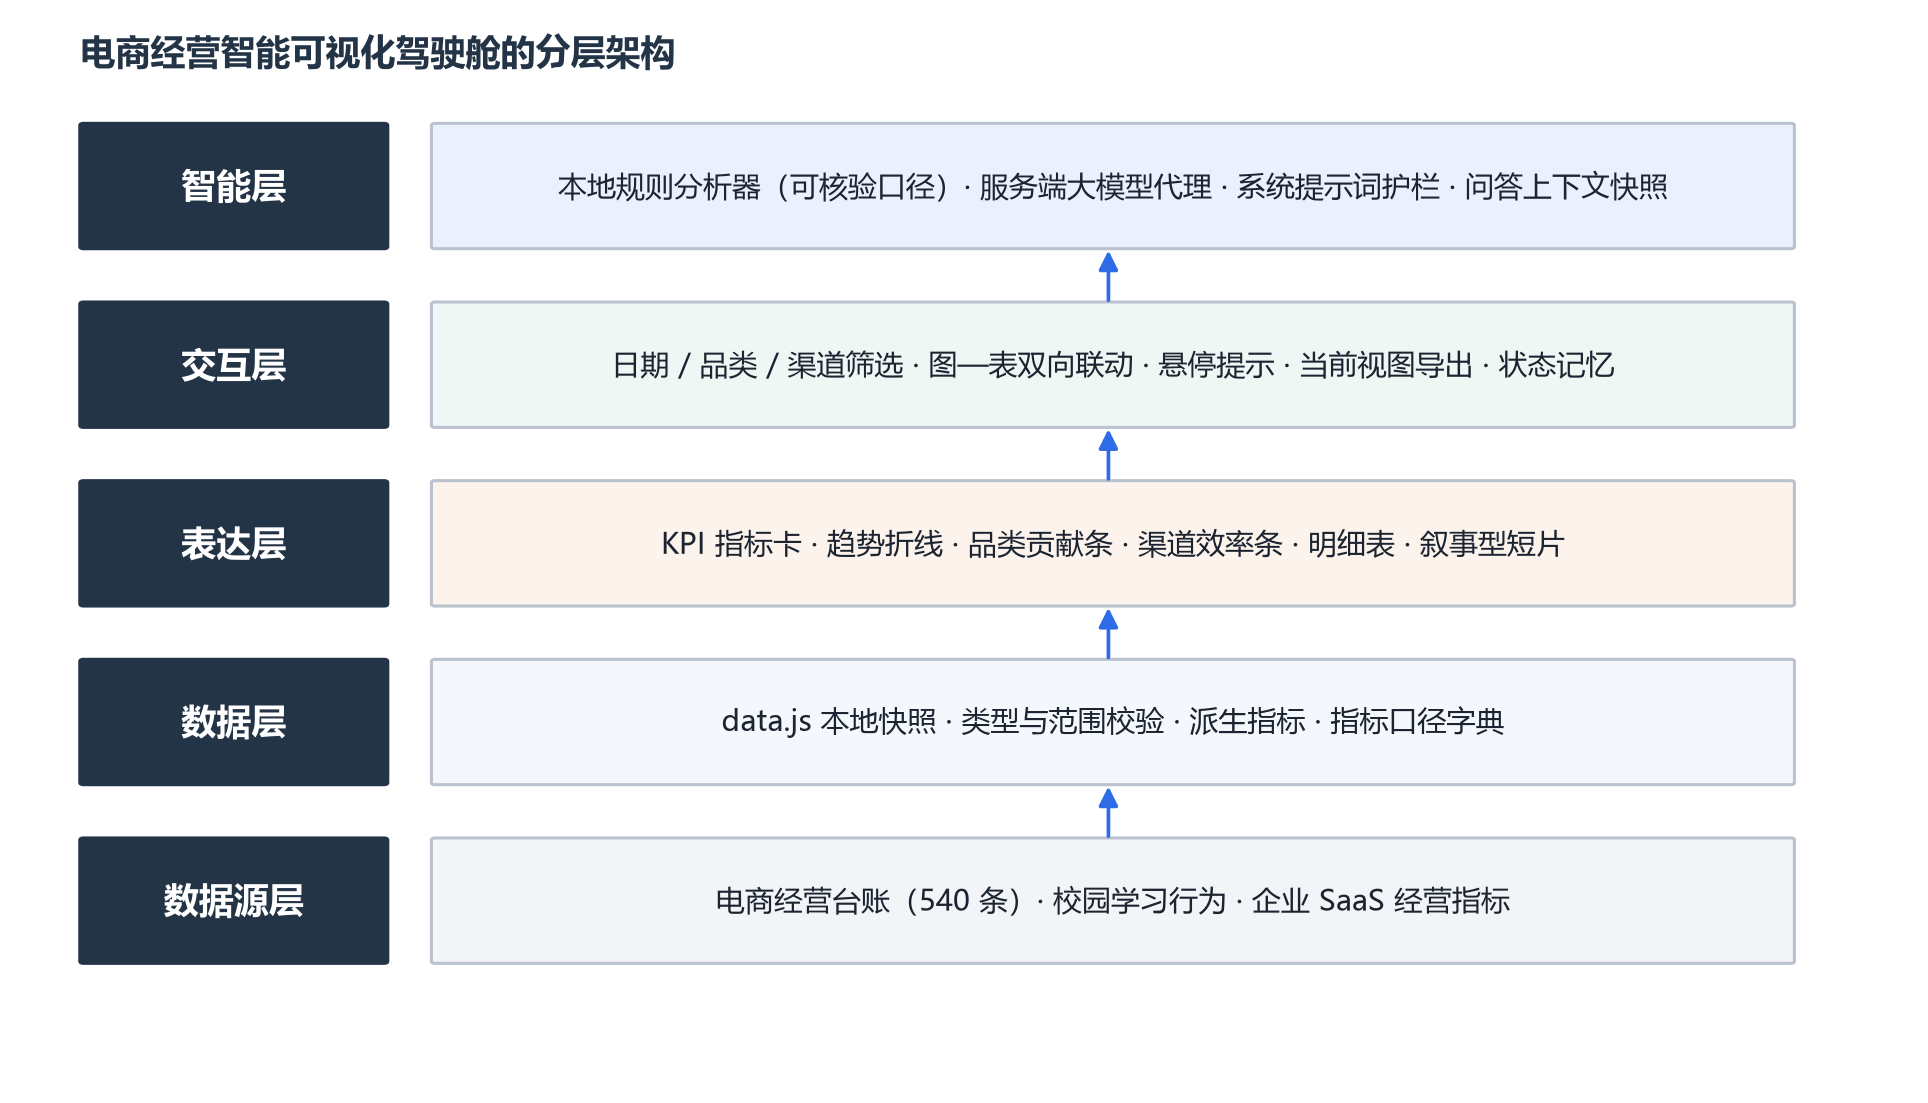 电商经营智能可视化驾驶舱的分层架构
智能层
本地规则分析器（可核验口径）· 服务端大模型代理 · 系统提示词护栏 · 问答上下文快照
交互层
日期 / 品类 / 渠道筛选 · 图—表双向联动 · 悬停提示 · 当前视图导出 · 状态记忆
表达层
KPI 指标卡 · 趋势折线 · 品类贡献条 · 渠道效率条 · 明细表 · 叙事型短片
数据层
data.js 本地快照 · 类型与范围校验 · 派生指标 · 指标口径字典
数据源层
电商经营台账（540 条）· 校园学习行为 · 企业 SaaS 经营指标